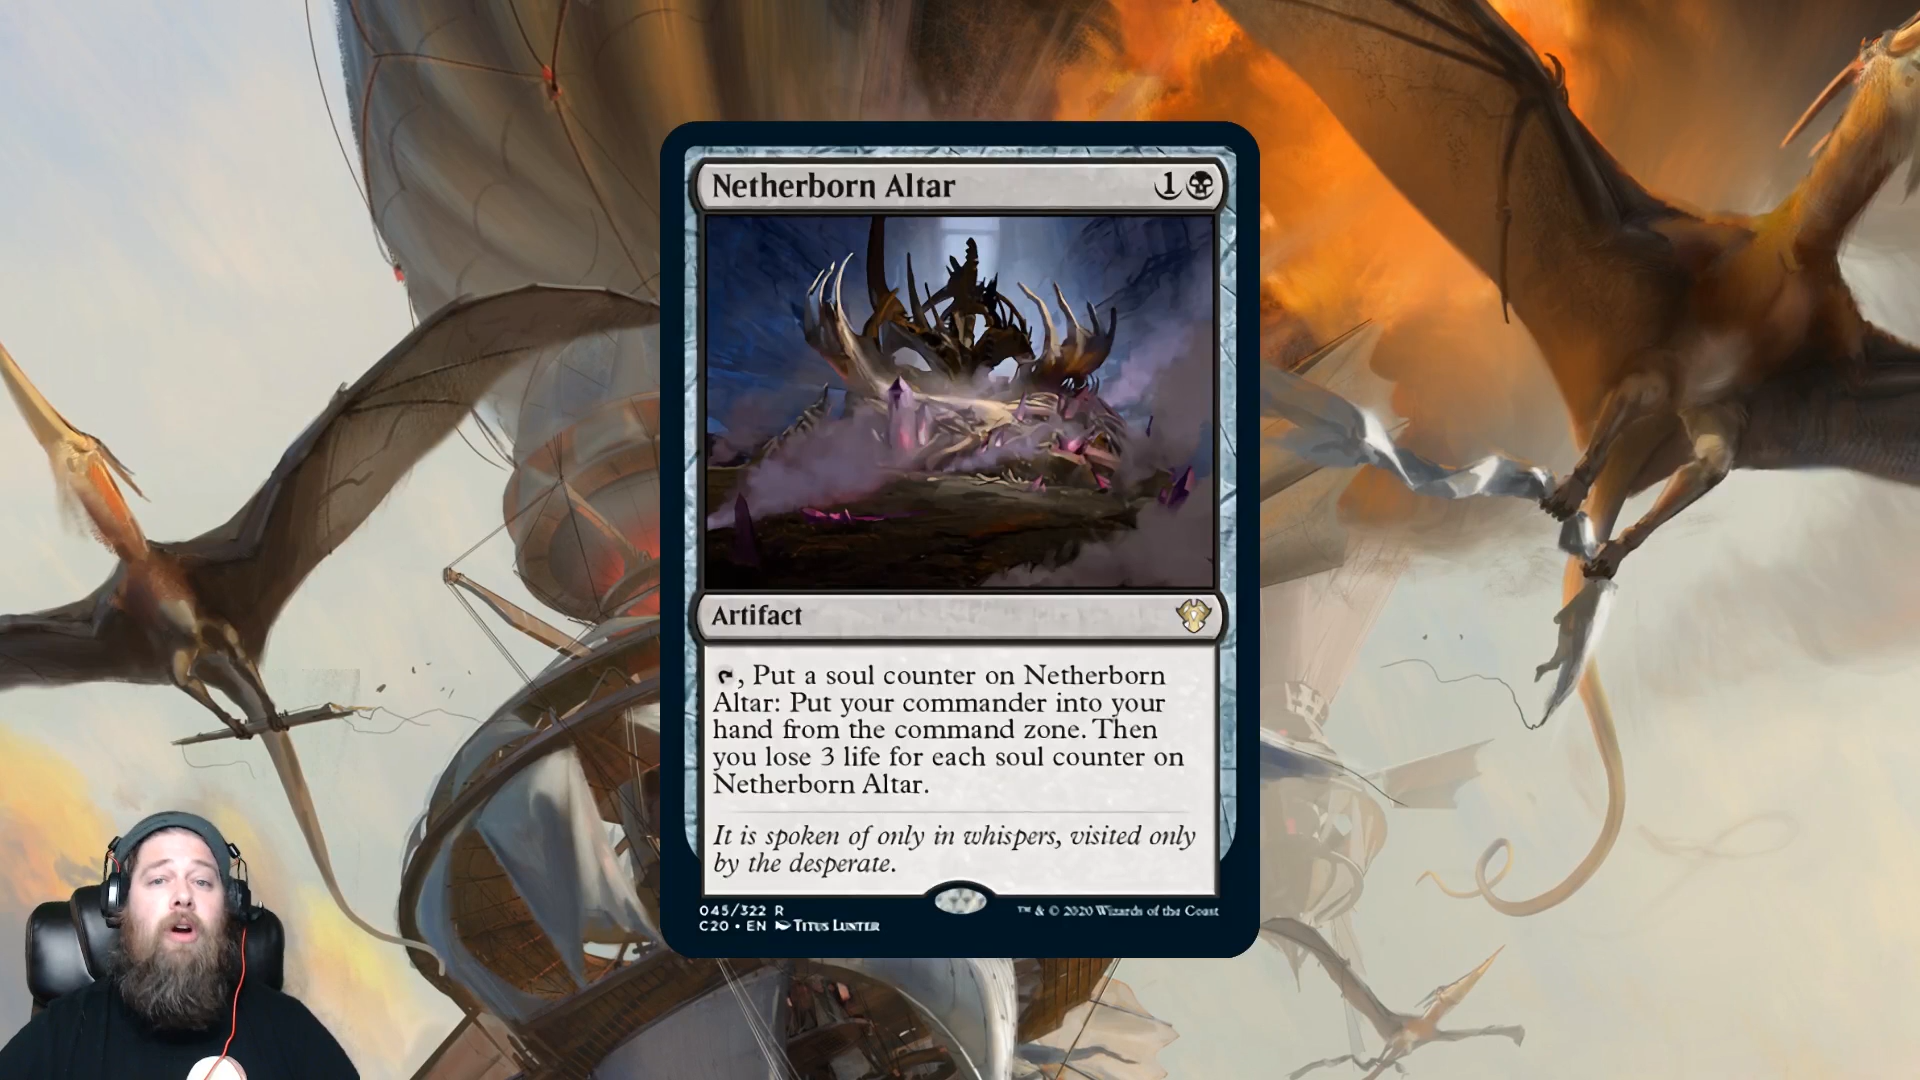 Netherborn Altar 1
Artifact
, Put a soul counter on Netherborn
Altar: Put your commander into your
hand from the command zone. Then
you lose 3 life for each soul counter on
Netherborn Altar.
It is spoken of only in whispers, visited only
by the desperate.
045/322 R ™ & © 2020 Wizards of the Coast
C20 • EN Titus Lunter